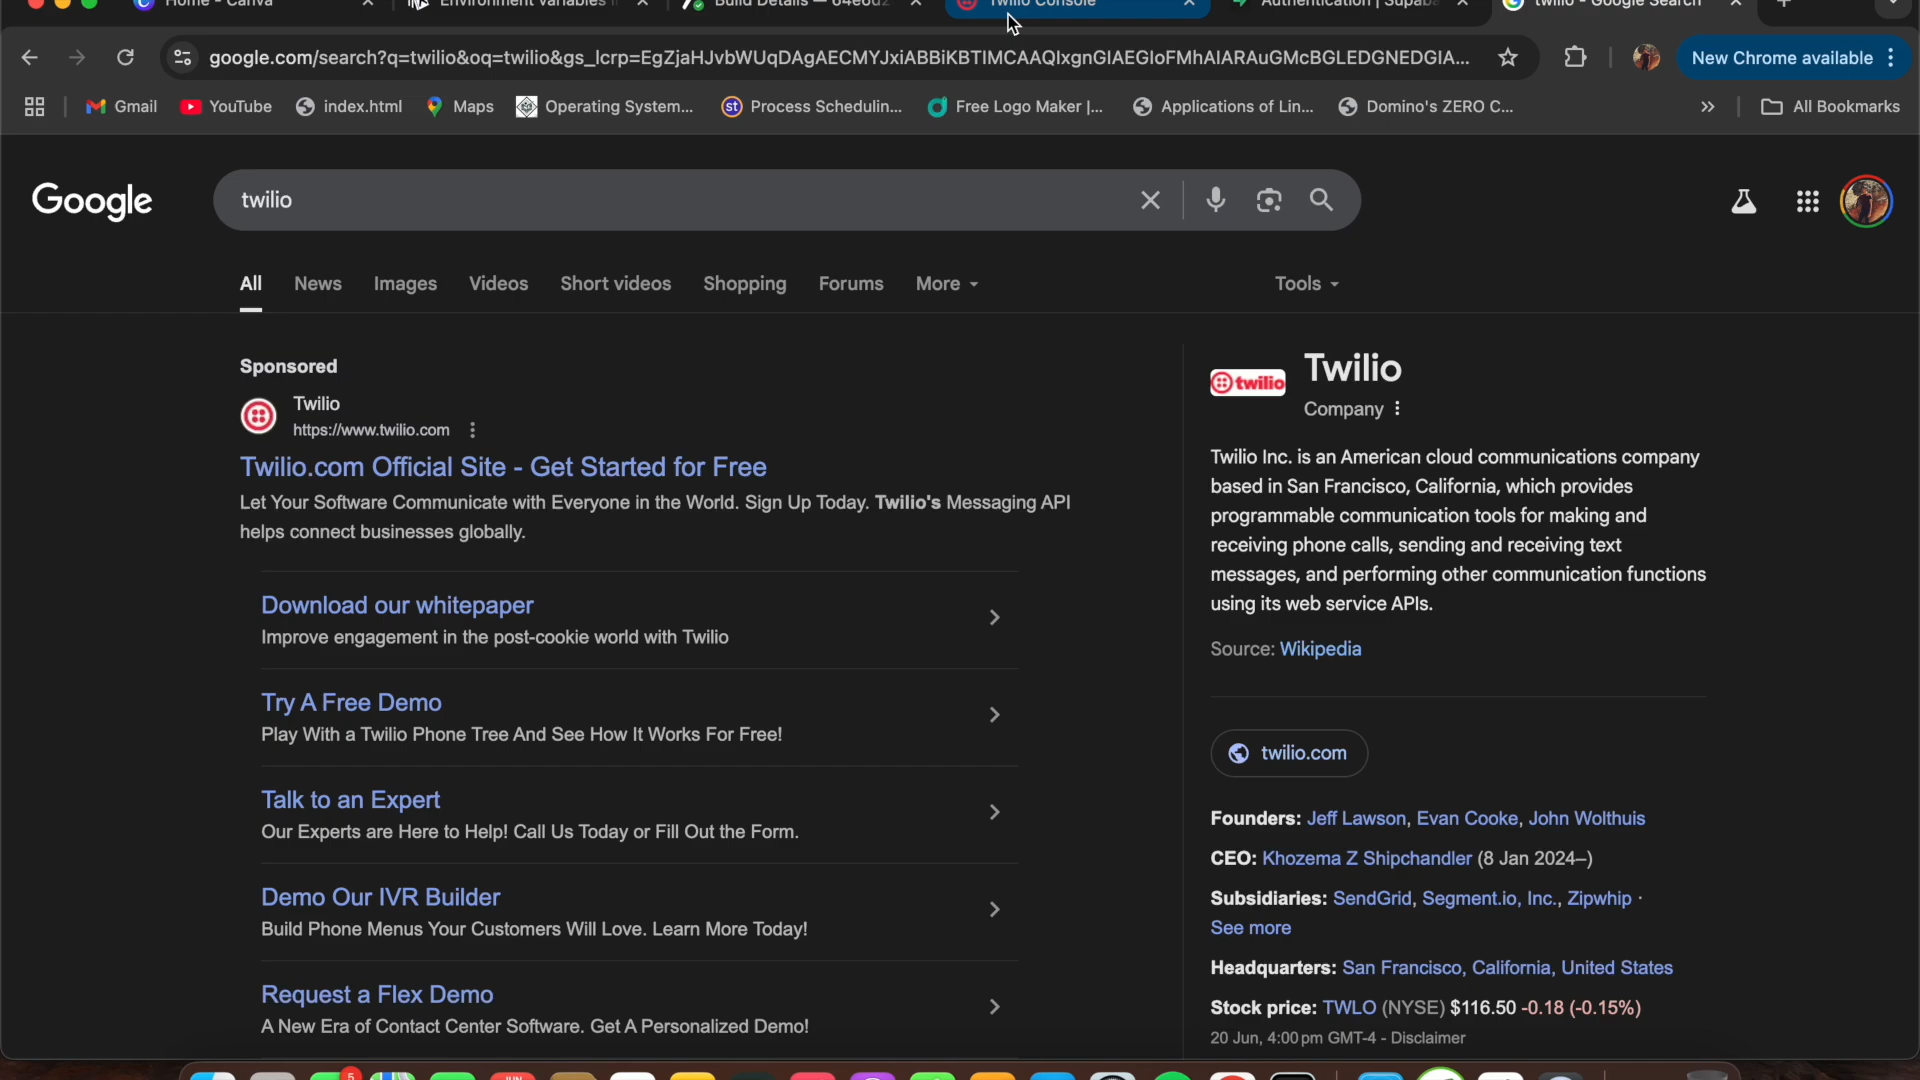 Home - Canva
Environment Variables
Build Details — 64e6d2
Twilio Console
Authentication | Supaba
twilio - Google Search
google.com/search?q=twilio&oq=twilio&gs_lcrp=EgZjaHJvbWUqDAgAECMYJxiABBiKBTIMCAAQIxgnGIAEGIoFMhAIARAuGMcBGLEDGNEDGIA...
New Chrome available
Gmail
YouTube
index.html
Maps
Operating System...
Process Schedulin...
Free Logo Maker |...
Applications of Lin...
Domino's ZERO C...
»
All Bookmarks
Google
twilio
All
News
Images
Videos
Short videos
Shopping
Forums
More
Tools
Sponsored
Twilio
https://www.twilio.com
Twilio.com Official Site - Get Started for Free
Let Your Software Communicate with Everyone in the World. Sign Up Today. Twilio's Messaging API
helps connect businesses globally.
Download our whitepaper
Improve engagement in the post-cookie world with Twilio
Try A Free Demo
Play With a Twilio Phone Tree And See How It Works For Free!
Talk to an Expert
Our Experts are Here to Help! Call Us Today or Fill Out the Form.
Demo Our IVR Builder
Build Phone Menus Your Customers Will Love. Learn More Today!
Request a Flex Demo
A New Era of Contact Center Software. Get A Personalized Demo!
twilio
Twilio
Company
Twilio Inc. is an American cloud communications company
based in San Francisco, California, which provides
programmable communication tools for making and
receiving phone calls, sending and receiving text
messages, and performing other communication functions
using its web service APIs.
Source: Wikipedia
twilio.com
Founders: Jeff Lawson, Evan Cooke, John Wolthuis
CEO: Khozema Z Shipchandler (8 Jan 2024–)
Subsidiaries: SendGrid, Segment.io, Inc., Zipwhip ·
See more
Headquarters: San Francisco, California, United States
Stock price: TWLO (NYSE) $116.50 -0.18 (-0.15%)
20 Jun, 4:00 pm GMT-4 - Disclaimer
5
JUN